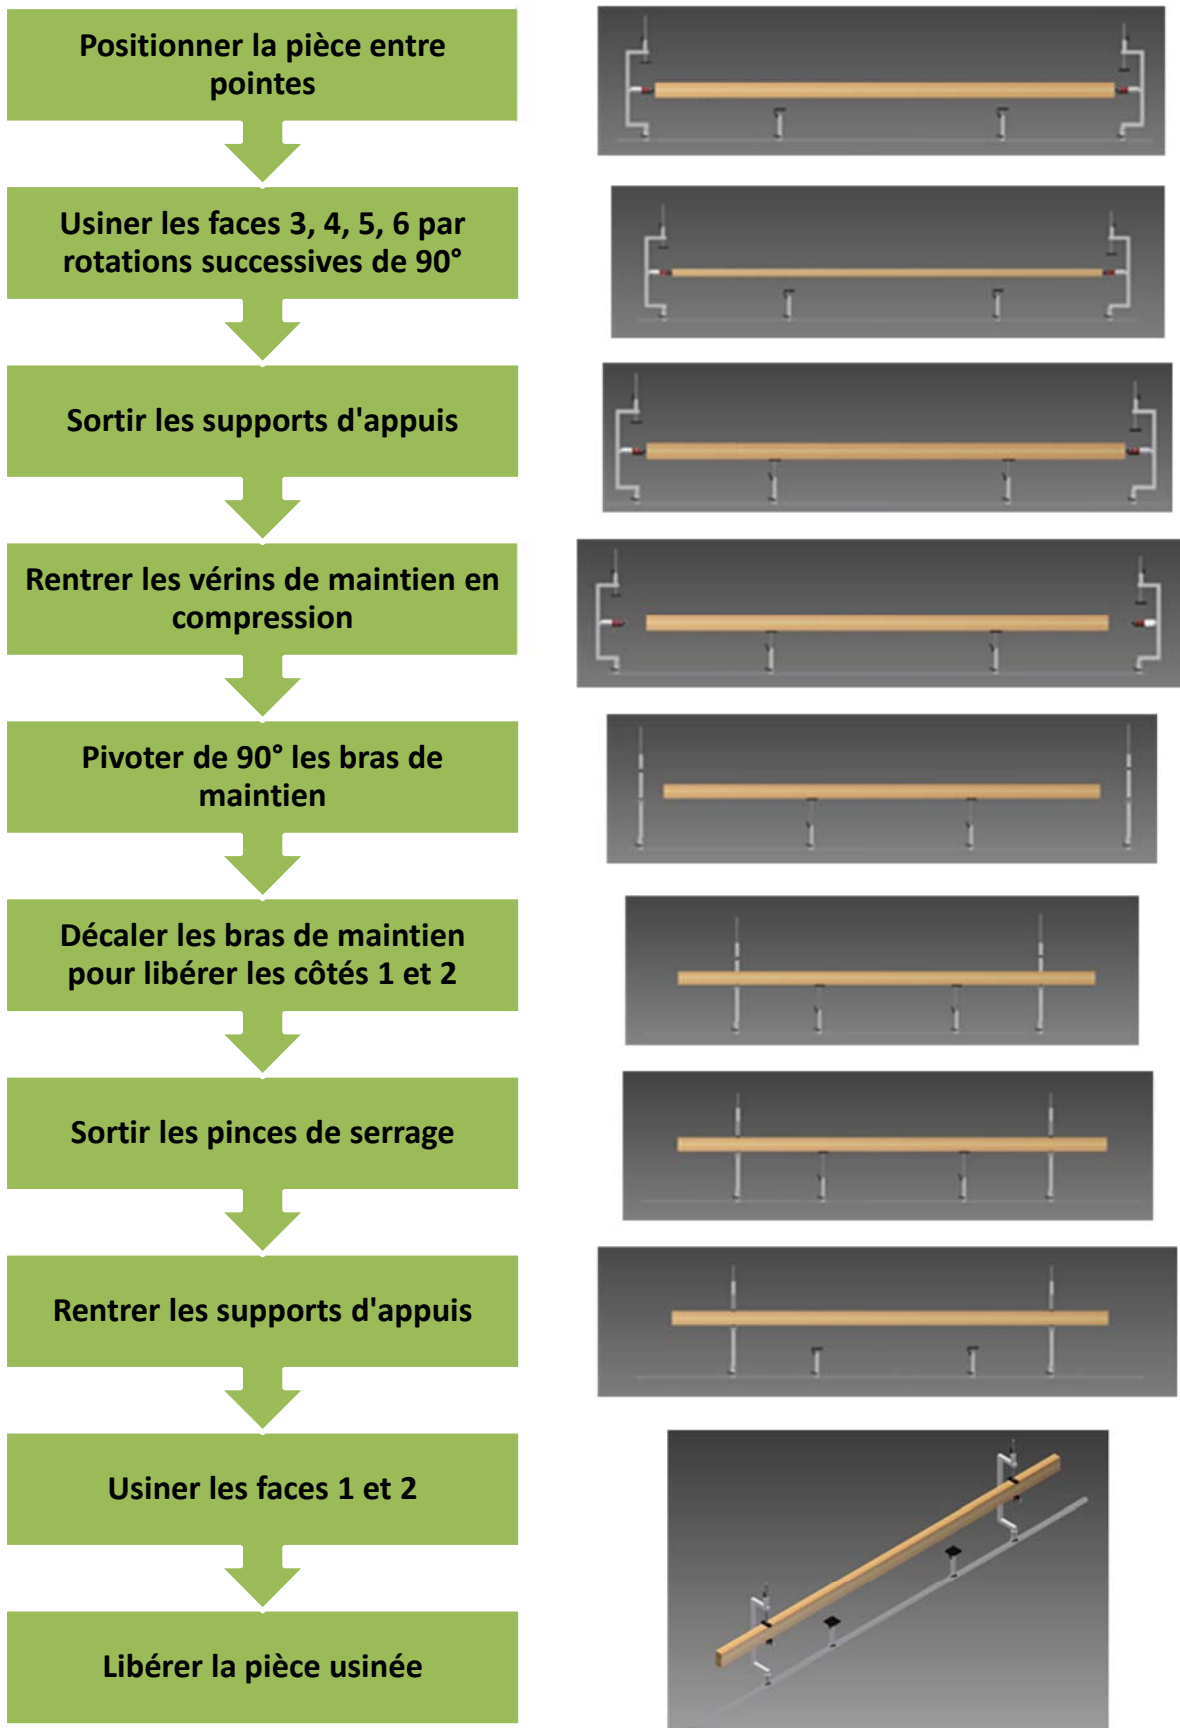 Positionner la pièce entre
pointes
Usiner les faces 3, 4, 5, 6 par
rotations successives de 90°
Sortir les supports d'appuis
Rentrer les vérins de maintien en
compression
Pivoter de 90° les bras de
maintien
Décaler les bras de maintien
pour libérer les côtés 1 et 2
Sortir les pinces de serrage
Rentrer les supports d'appuis
Usiner les faces 1 et 2
Libérer la pièce usinée